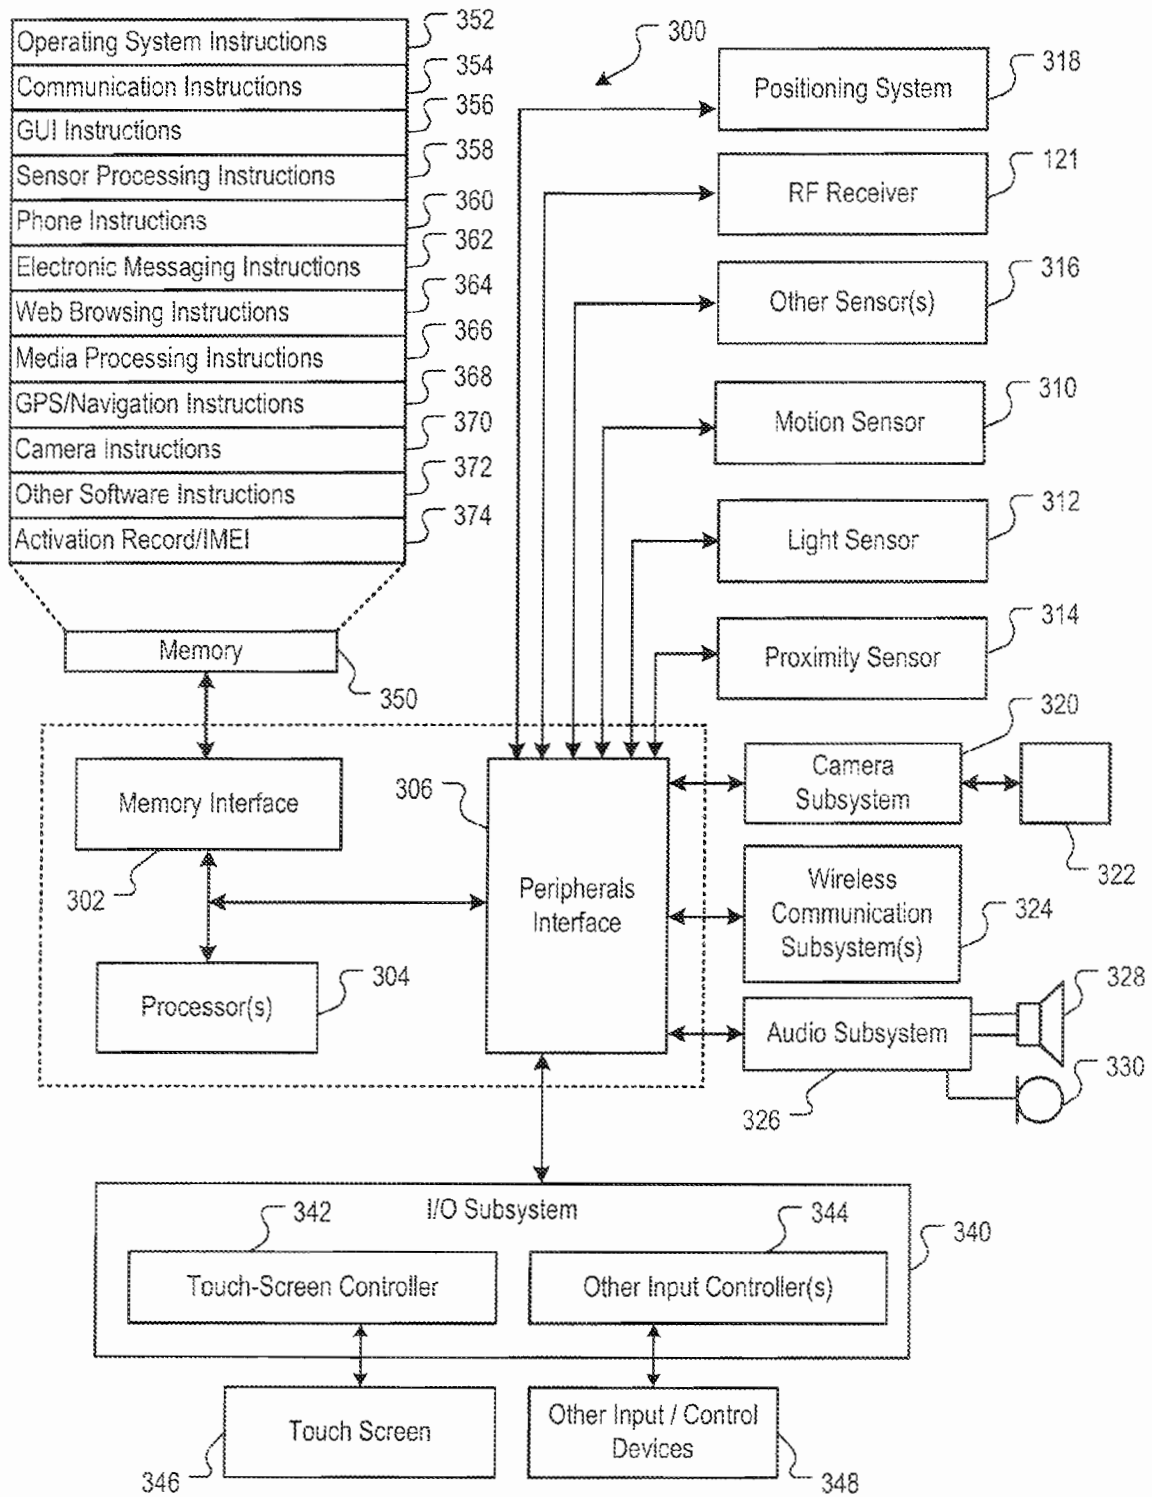 352
Operating System Instructions
354
Communication Instructions
356
GUI Instructions
358
Sensor Processing Instructions
360
Phone Instructions
362
Electronic Messaging Instructions
364
Web Browsing Instructions
366
Media Processing Instructions
368
GPS/Navigation Instructions
370
Camera Instructions
372
Other Software Instructions
374
Activation Record/IMEI
Memory
350
300
318
Positioning System
121
RF Receiver
316
Other Sensor(s)
310
Motion Sensor
312
Light Sensor
314
Proximity Sensor
320
Camera
Subsystem
322
Memory Interface
302
306
Peripherals
Interface
Wireless
Communication
Subsystem(s)
324
304
Processor(s)
328
Audio Subsystem
326
330
I/O Subsystem
342
344
340
Touch-Screen Controller
Other Input Controller(s)
Touch Screen
346
Other Input / Control
Devices
348